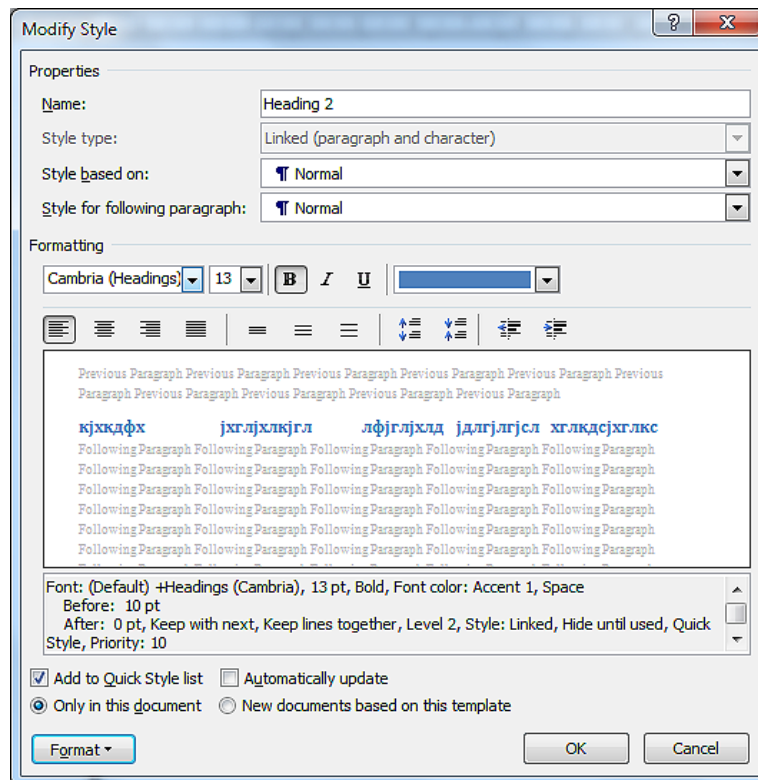 Modify Style
Properties
Name: Heading 2
Style type: Linked (paragraph and character)
Style based on: ¶ Normal
Style for following paragraph: ¶ Normal
Formatting
Cambria (Headings) 13 B I U
Previous Paragraph Previous Paragraph Previous Paragraph Previous Paragraph Previous Paragraph Previous
Paragraph Previous Paragraph Previous Paragraph Previous Paragraph Previous Paragraph
кјхкдфх јхглјхлкјгл лфјглјхлд јдлгјлгјсл хглкдсјхглкс
Following Paragraph Following Paragraph Following Paragraph Following Paragraph Following Paragraph
Following Paragraph Following Paragraph Following Paragraph Following Paragraph Following Paragraph
Following Paragraph Following Paragraph Following Paragraph Following Paragraph Following Paragraph
Following Paragraph Following Paragraph Following Paragraph Following Paragraph Following Paragraph
Following Paragraph Following Paragraph Following Paragraph Following Paragraph Following Paragraph
Following Paragraph Following Paragraph Following Paragraph Following Paragraph Following Paragraph
Font: (Default) +Headings (Cambria), 13 pt, Bold, Font color: Accent 1, Space
Before: 10 pt
After: 0 pt, Keep with next, Keep lines together, Level 2, Style: Linked, Hide until used, Quick
Style, Priority: 10
Add to Quick Style list Automatically update
Only in this document New documents based on this template
Format OK Cancel